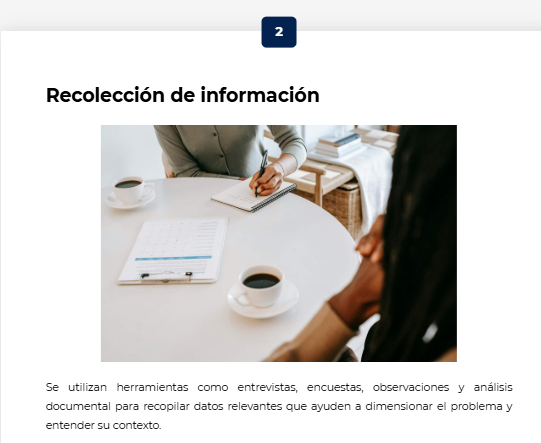 2
Recolección de información
Se utilizan herramientas como entrevistas, encuestas, observaciones y análisis
documental para recopilar datos relevantes que ayuden a dimensionar el problema y
entender su contexto.